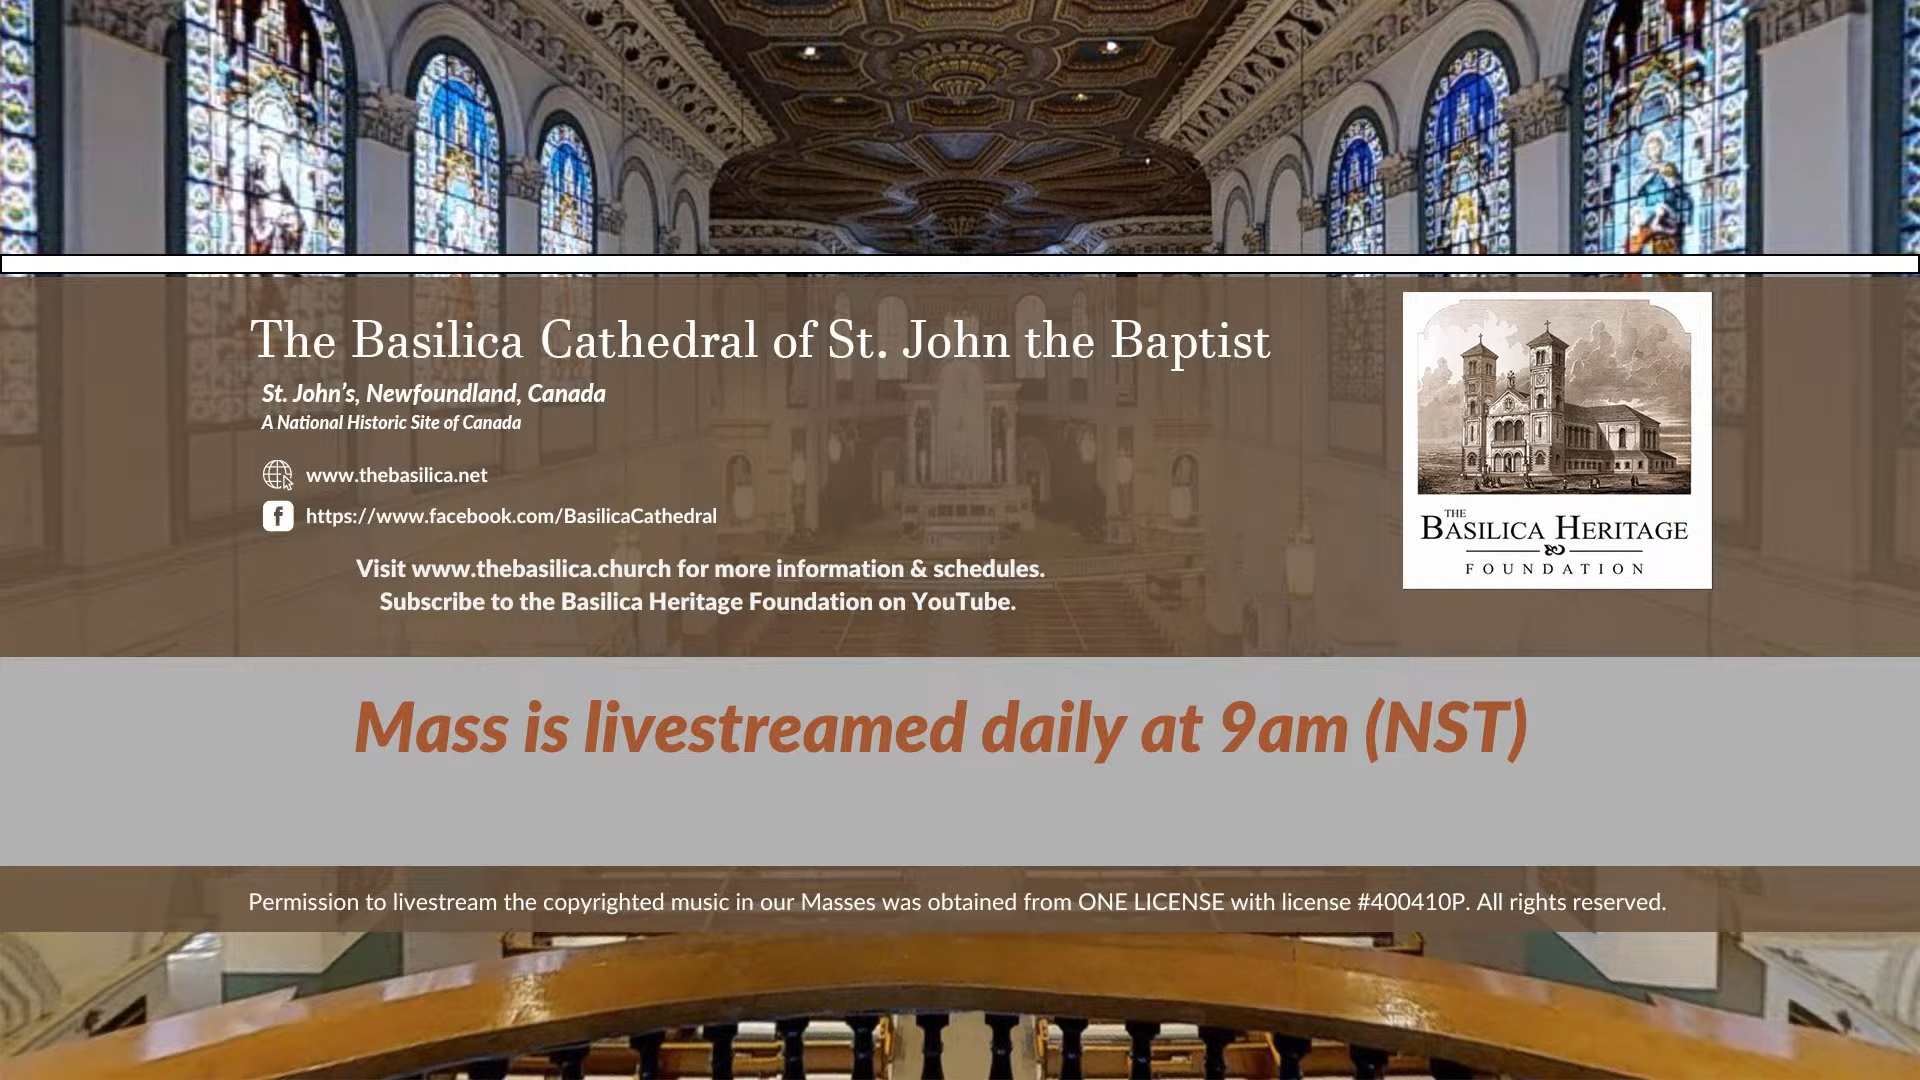 The Basilica Cathedral of St. John the Baptist
St. John’s, Newfoundland, Canada
A National Historic Site of Canada
www.thebasilica.net
https://www.facebook.com/BasilicaCathedral
Visit www.thebasilica.church for more information & schedules.
Subscribe to the Basilica Heritage Foundation on YouTube.
THE
BASILICA HERITAGE
FOUNDATION
Mass is livestreamed daily at 9am (NST)
Permission to livestream the copyrighted music in our Masses was obtained from ONE LICENSE with license #400410P. All rights reserved.